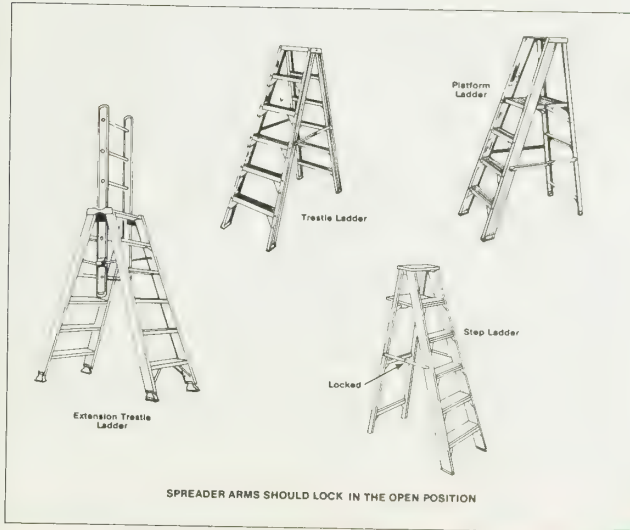 Platform
Ladder
Trestle Ladder
Step Ladder
Locked
Extension Trestle
Ladder
SPREADER ARMS SHOULD LOCK IN THE OPEN POSITION